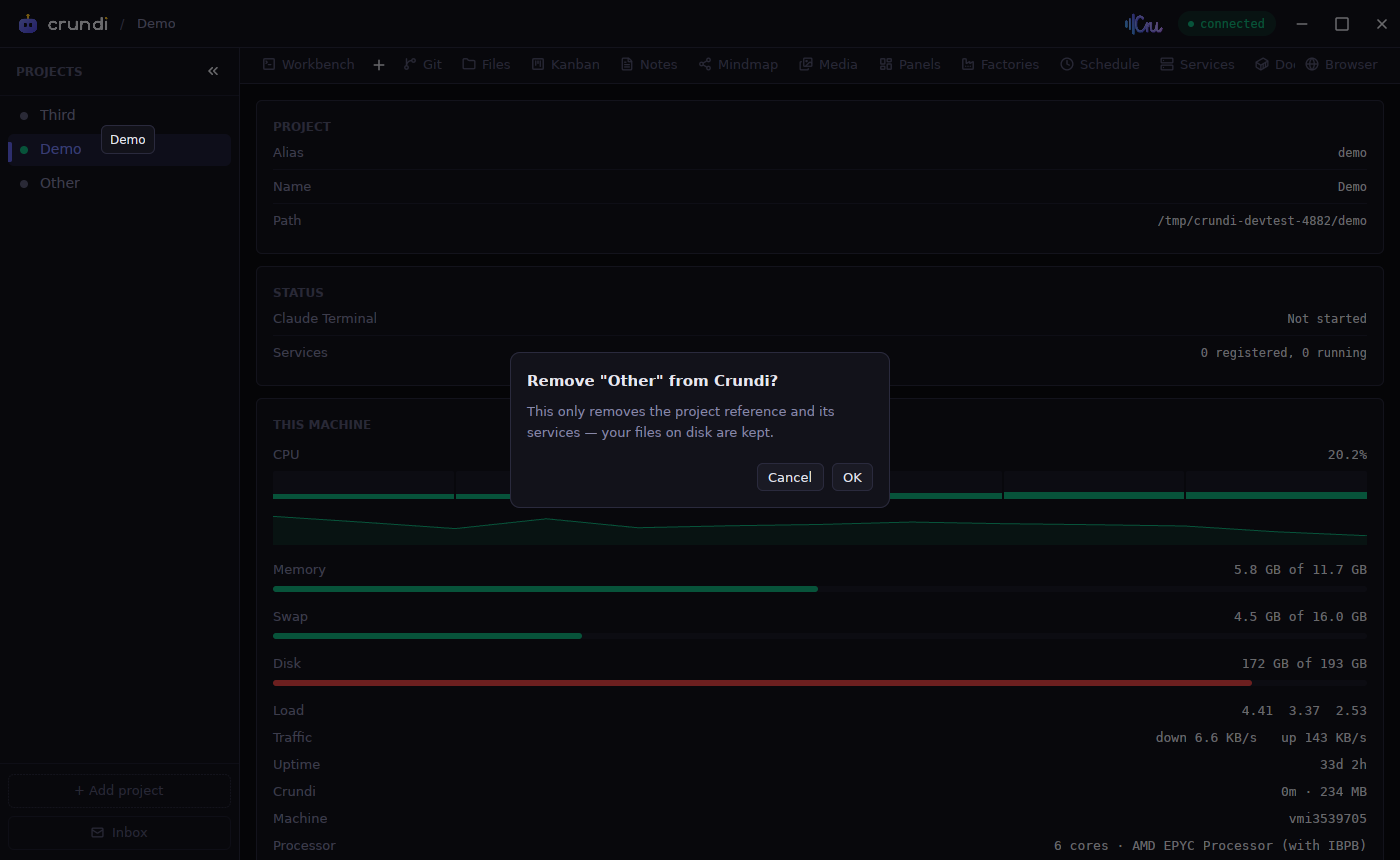 crundi / Demo
Cru
connected
PROJECTS
Third
Demo
Demo
Other
+ Add project
Inbox
Workbench
+
Git
Files
Kanban
Notes
Mindmap
Media
Panels
Factories
Schedule
Services
Doc
Browser
PROJECT
Alias demo
Name Demo
Path /tmp/crundi-devtest-4882/demo
STATUS
Claude Terminal Not started
Services 0 registered, 0 running
THIS MACHINE
CPU 20.2%
Remove "Other" from Crundi?
This only removes the project reference and its
services — your files on disk are kept.
Cancel OK
Memory 5.8 GB of 11.7 GB
Swap 4.5 GB of 16.0 GB
Disk 172 GB of 193 GB
Load 4.41 3.37 2.53
Traffic down 6.6 KB/s up 143 KB/s
Uptime 33d 2h
Crundi 0m · 234 MB
Machine vmi3539705
Processor 6 cores · AMD EPYC Processor (with IBPB)